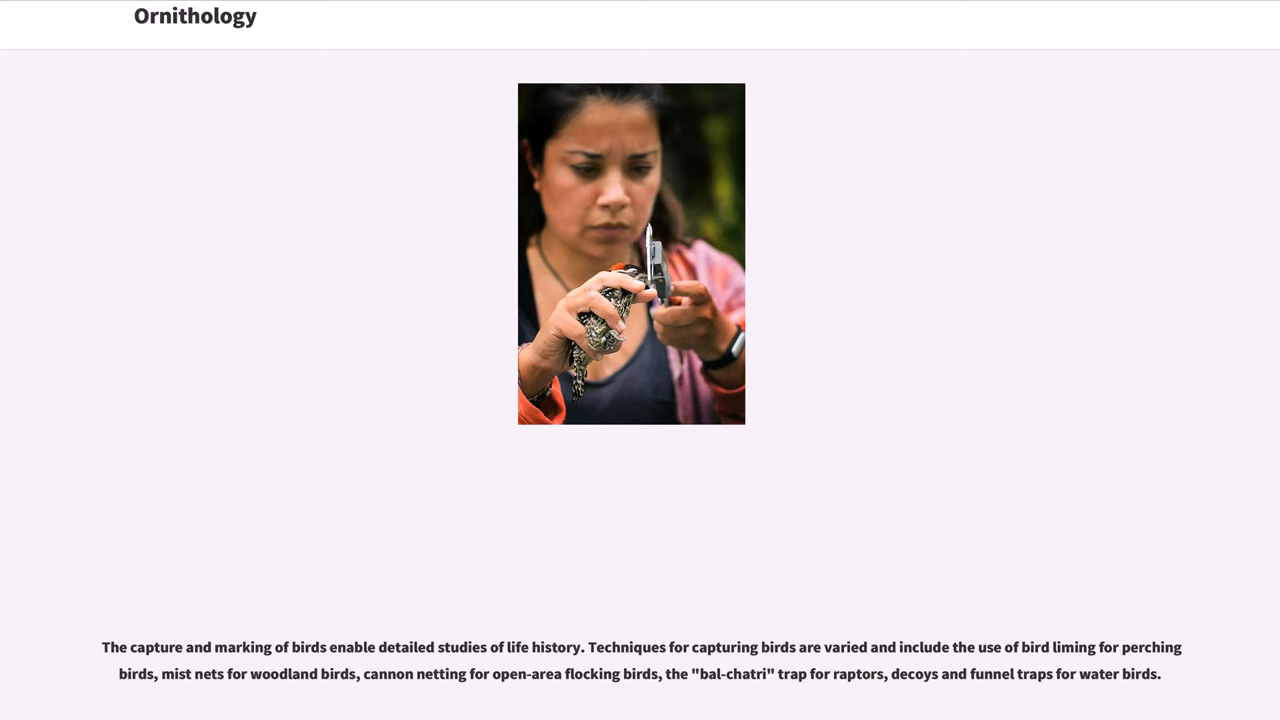 Ornithology
The capture and marking of birds enable detailed studies of life history. Techniques for capturing birds are varied and include the use of bird liming for perching
birds, mist nets for woodland birds, cannon netting for open-area flocking birds, the "bal-chatri" trap for raptors, decoys and funnel traps for water birds.